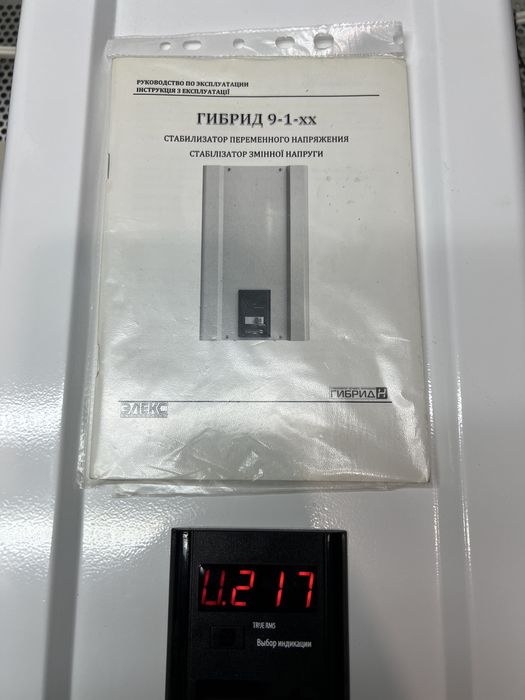 РУКОВОДСТВО ПО ЭКСПЛУАТАЦИИ
ІНСТРУКЦІЯ З ЕКСПЛУАТАЦІЇ
ГИБРИД 9-1-хх
СТАБИЛИЗАТОР ПЕРЕМЕННОГО НАПРЯЖЕНИЯ
СТАБІЛІЗАТОР ЗМІННОЇ НАПРУГИ
ЭЛЕКС
ГИБРИД
U.217
TRUE RMS
Выбор индикации